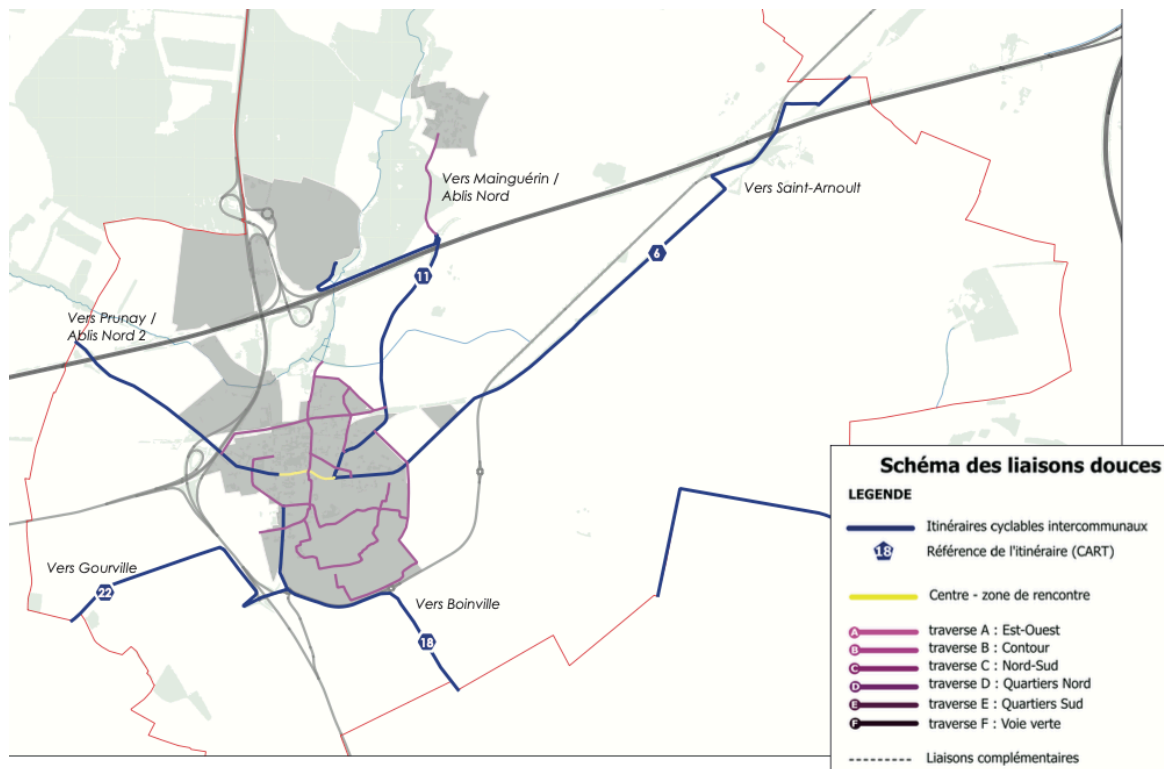 Vers Mainguérin /
Ablis Nord
Vers Saint-Arnoult
6
11
Vers Prunay /
Ablis Nord 2
Vers Gourville
22
Vers Boinville
18
Schéma des liaisons douces
LEGENDE
Itinéraires cyclables intercommunaux
18 Référence de l'itinéraire (CART)
Centre - zone de rencontre
A traverse A : Est-Ouest
B traverse B : Contour
C traverse C : Nord-Sud
D traverse D : Quartiers Nord
E traverse E : Quartiers Sud
F traverse F : Voie verte
Liaisons complémentaires